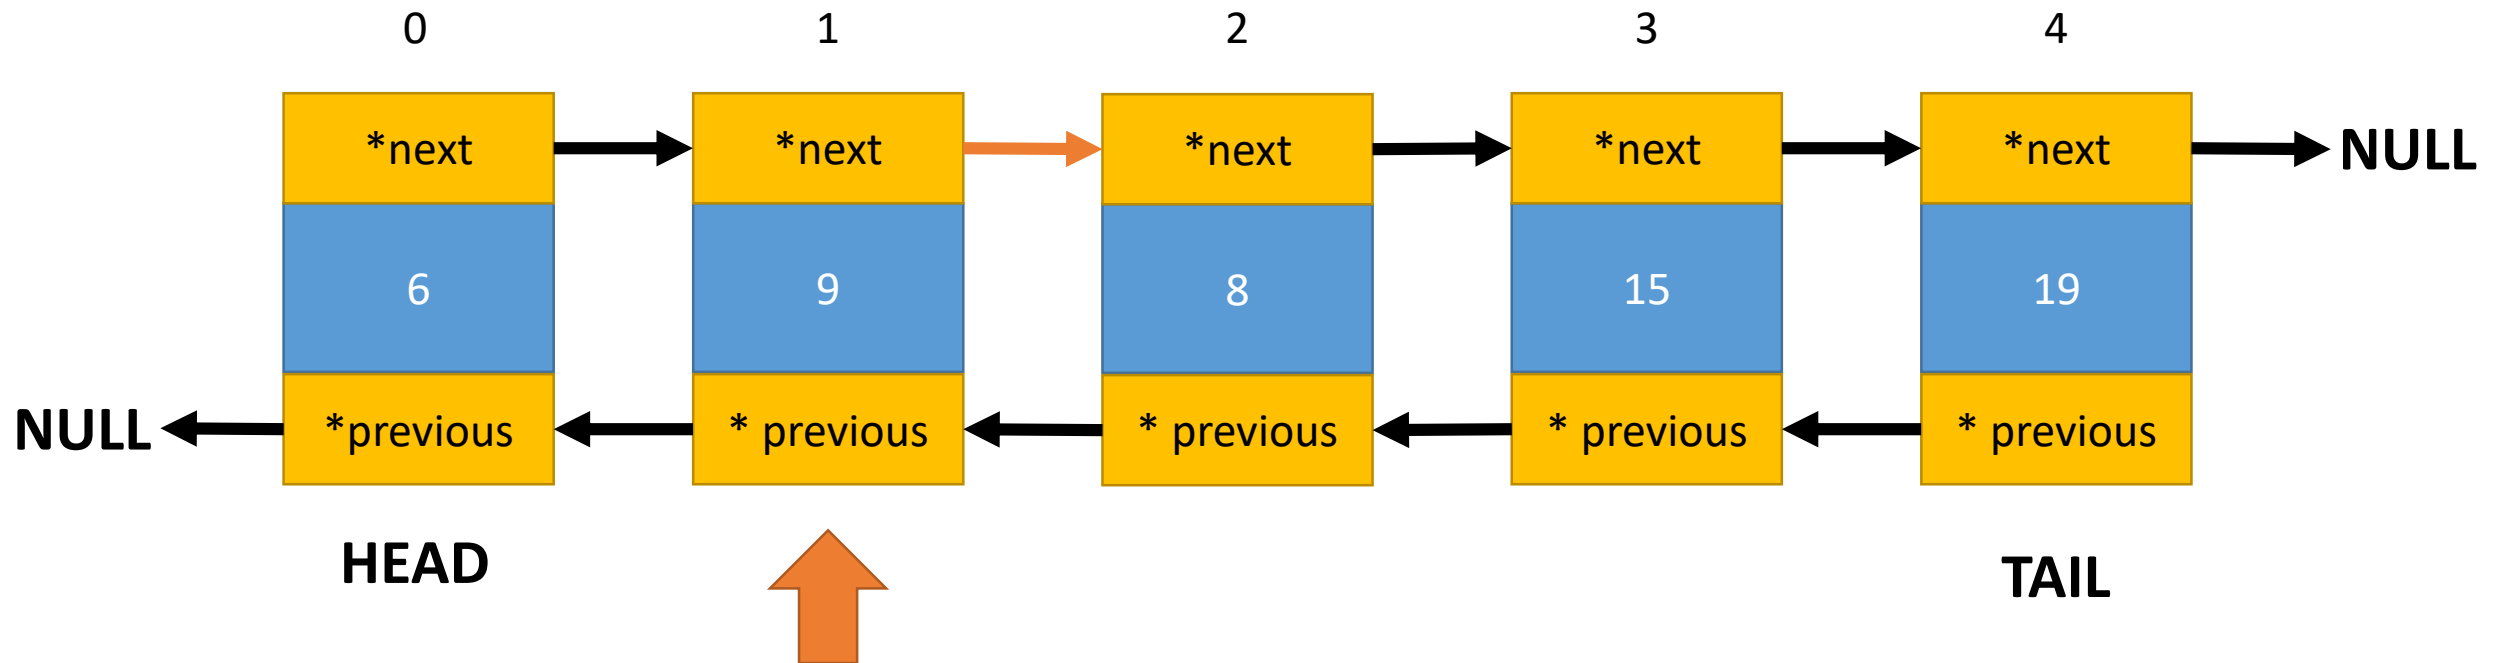 0 1 2 3 4
*next *next *next *next *next NULL
6 9 8 15 19
NULL *previous * previous * previous * previous * previous
HEAD TAIL